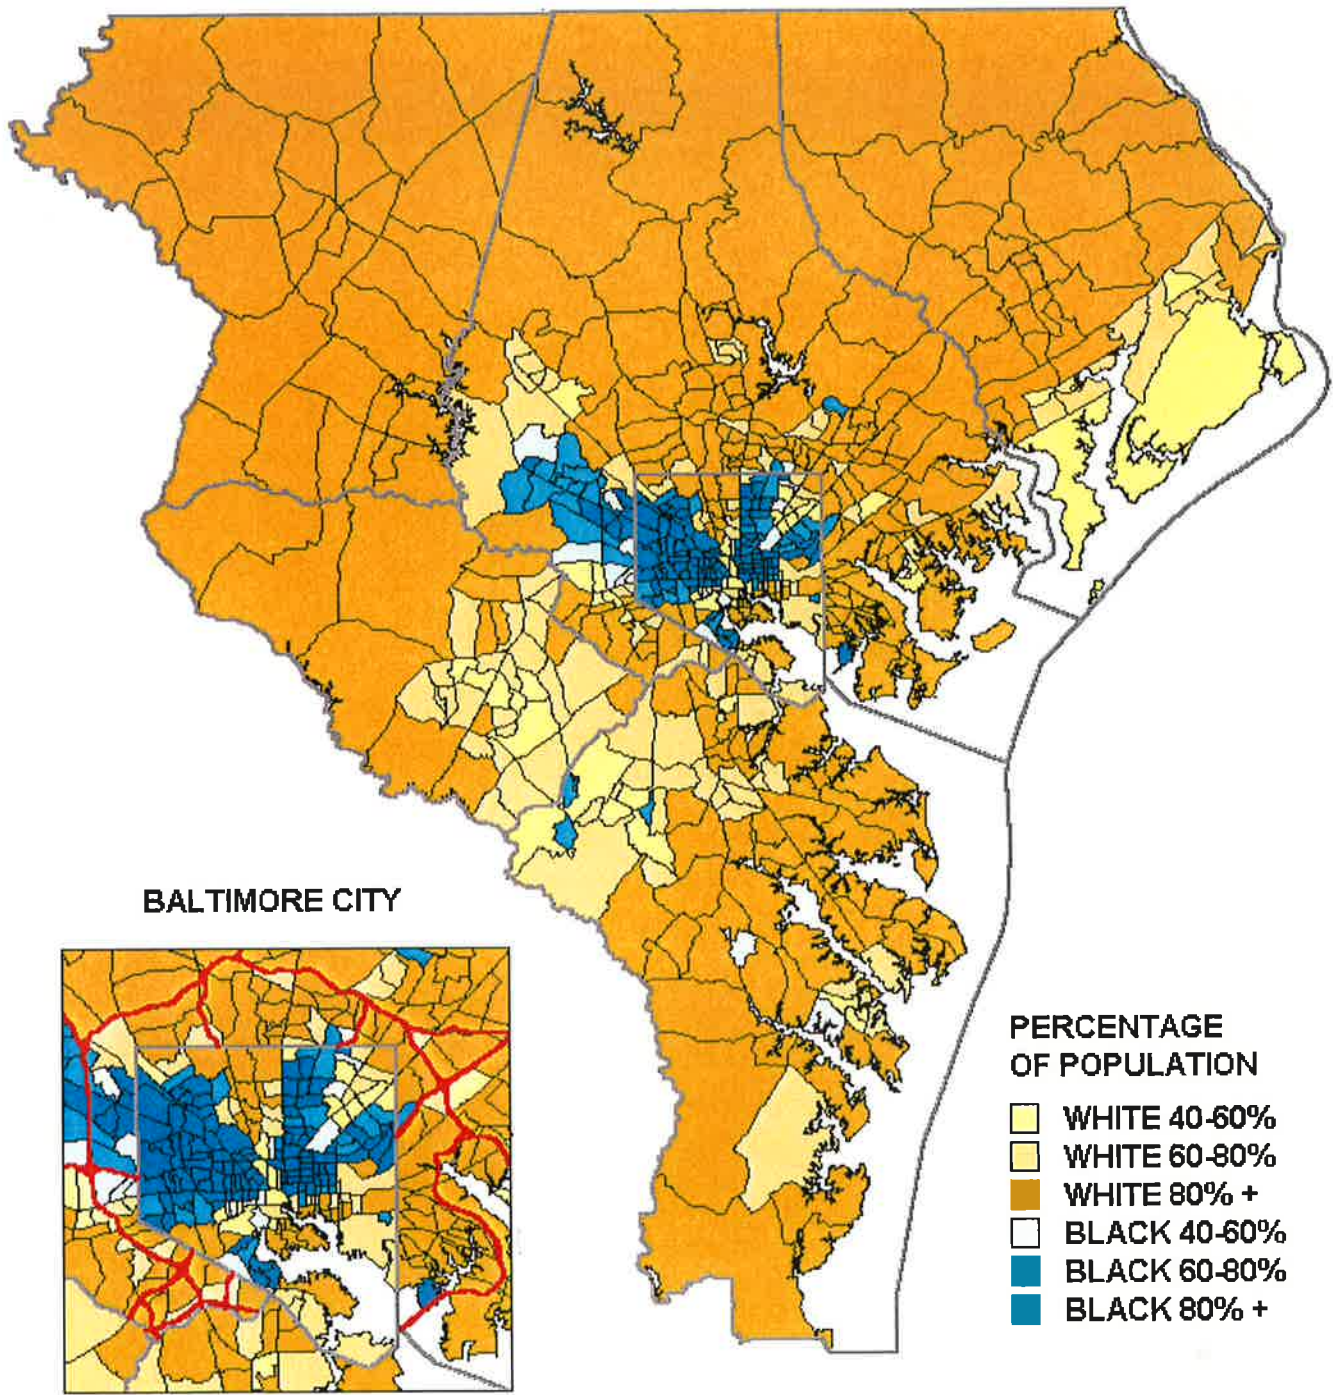 BALTIMORE CITY
PERCENTAGE
OF POPULATION
WHITE 40-60%
WHITE 60-80%
WHITE 80% +
BLACK 40-60%
BLACK 60-80%
BLACK 80% +